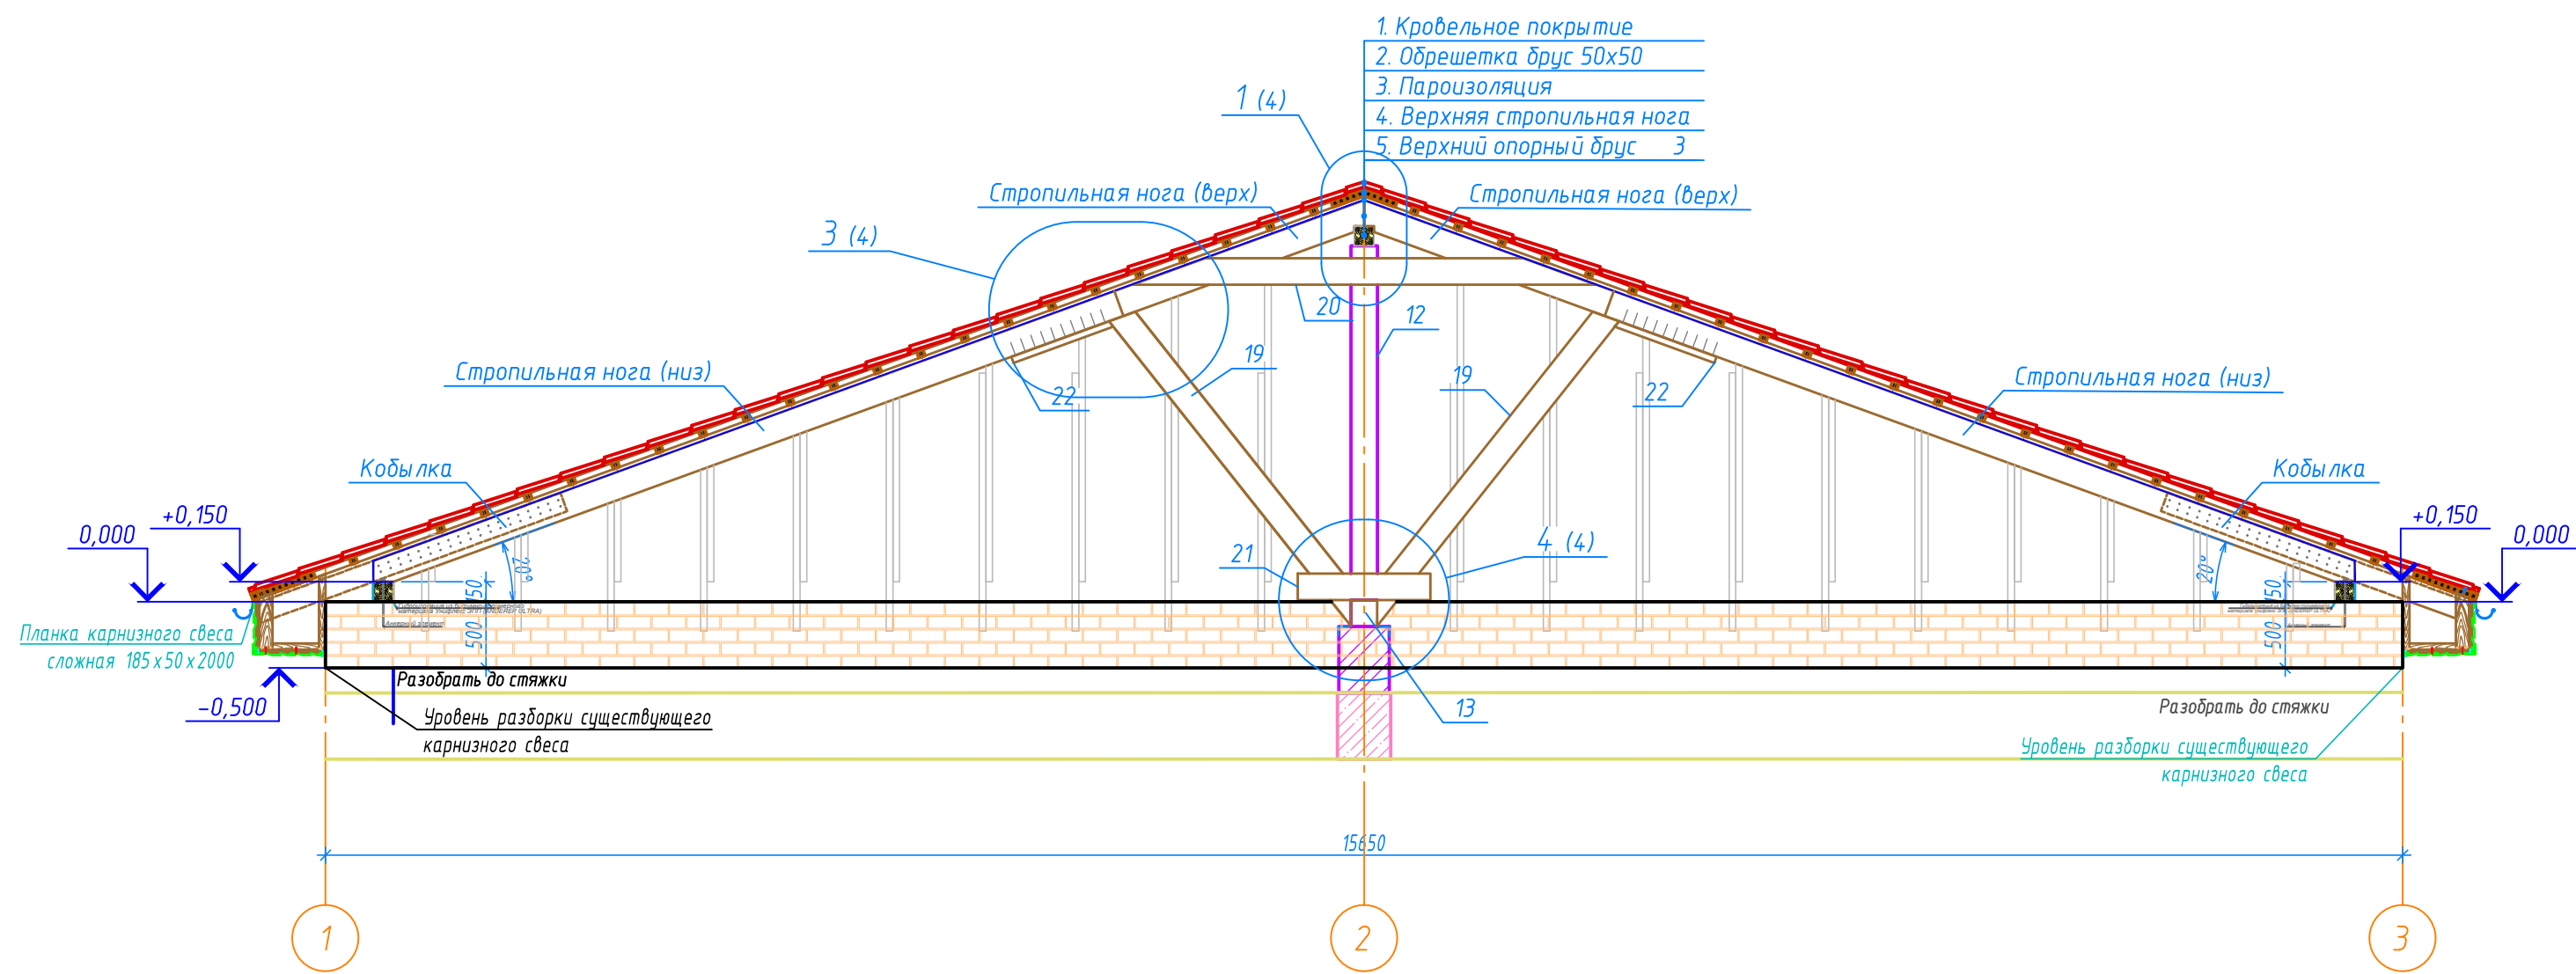 1. Кровельное покрытие
2. Обрешетка брус 50х50
3. Пароизоляция
4. Верхняя стропильная нога
5. Верхний опорный брус 3
1 (4)
Стропильная нога (верх)
Стропильная нога (верх)
3 (4)
20
12
19
19
22
22
Стропильная нога (низ)
Стропильная нога (низ)
Кобылка
Кобылка
+0,150
0,000
+0,150
0,000
20°
20°
21
4 (4)
150
500
150
500
Анкерный элемент
Планка карнизного свеса
сложная 185х50х2000
-0,500
Разобрать до стяжки
Уровень разборки существующего
карнизного свеса
13
Разобрать до стяжки
Уровень разборки существующего
карнизного свеса
15650
1
2
3